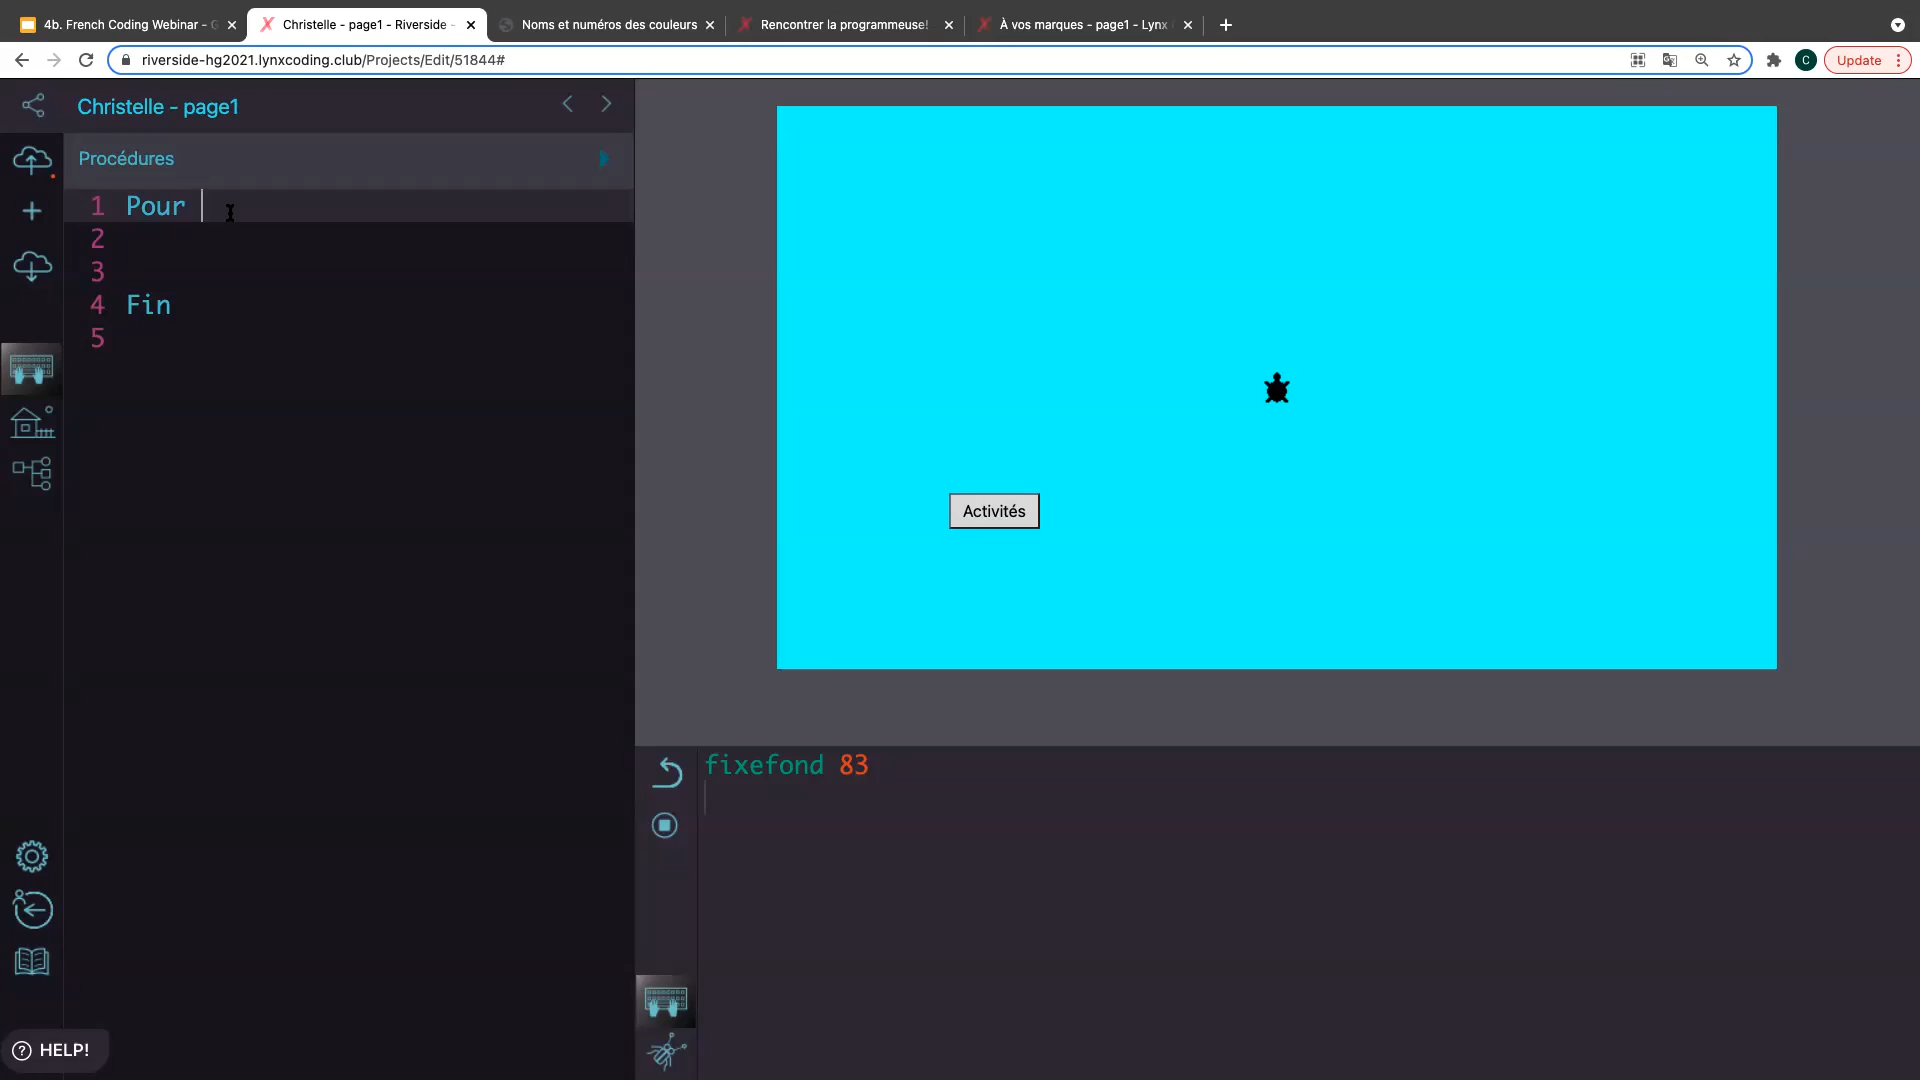 4b. French Coding Webinar - G
Christelle - page1 - Riverside -
Noms et numéros des couleurs
Rencontrer la programmeuse!
À vos marques - page1 - Lynx
riverside-hg2021.lynxcoding.club/Projects/Edit/51844#
C
Update
Christelle - page1
Procédures
1 Pour
2
3
4 Fin
5
Activités
fixefond 83
HELP!